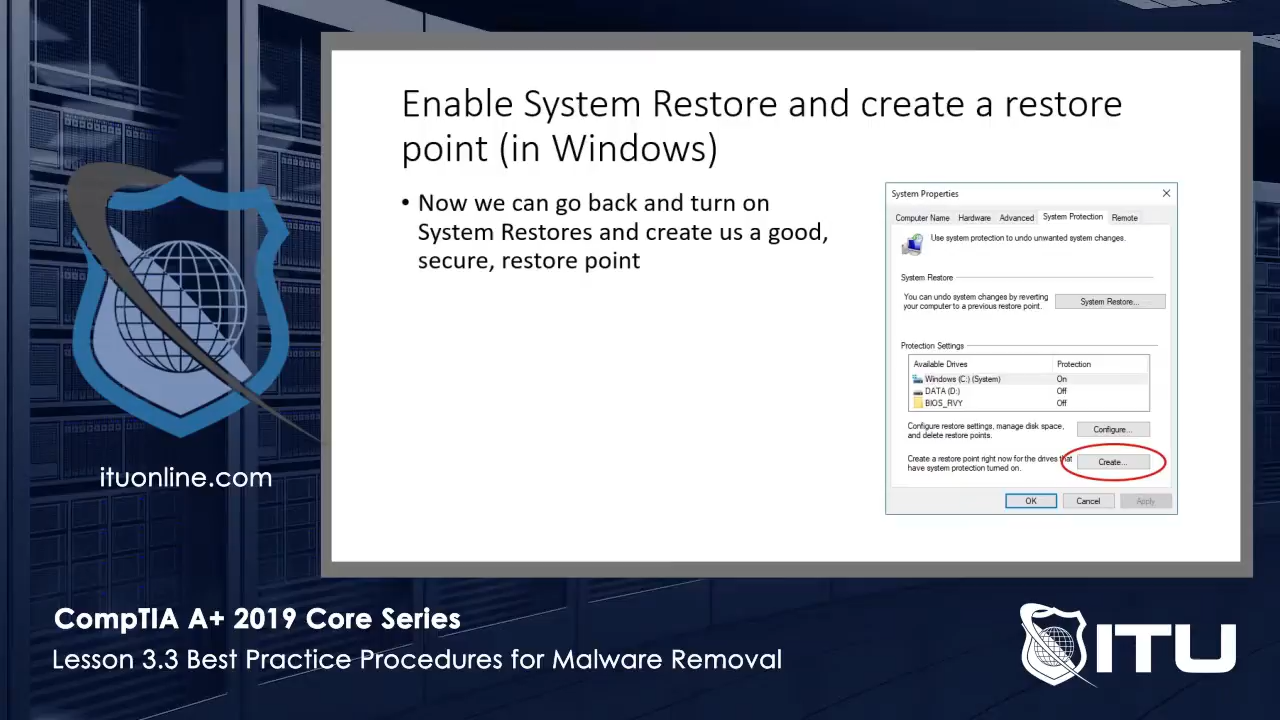 Enable System Restore and create a restore
point (in Windows)
• Now we can go back and turn on
System Restores and create us a good,
secure, restore point
System Properties
Computer Name Hardware Advanced System Protection Remote
Use system protection to undo unwanted system changes.
System Restore
You can undo system changes by reverting
your computer to a previous restore point.
System Restore...
Protection Settings
Available Drives Protection
Windows (C:) (System) On
DATA (D:) Off
BIOS_RVY Off
Configure restore settings, manage disk space,
and delete restore points.
Configure...
Create a restore point right now for the drives that
have system protection turned on.
Create...
OK Cancel Apply
ituonline.com
CompTIA A+ 2019 Core Series
Lesson 3.3 Best Practice Procedures for Malware Removal
ITU